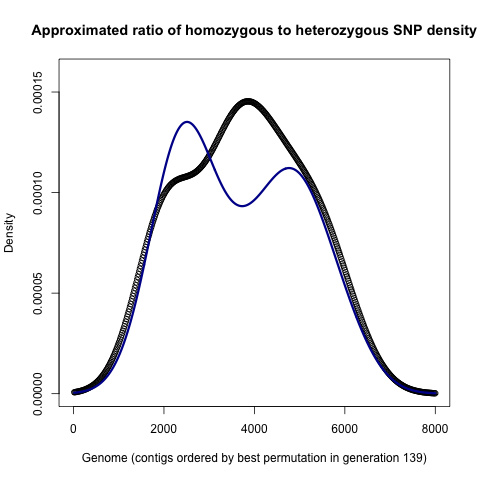 Approximated ratio of homozygous to heterozygous SNP density
0.00015
0.00010
0.00005
0.00000
Density
0 2000 4000 6000 8000
Genome (contigs ordered by best permutation in generation 139)